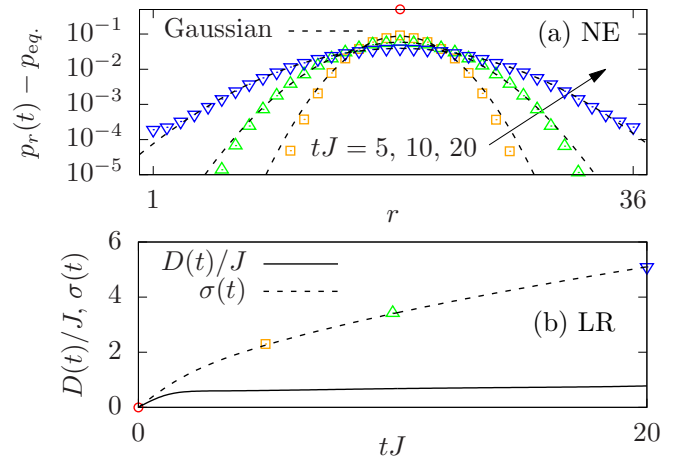 10⁻¹
10⁻²
10⁻³
10⁻⁴
10⁻⁵
p_r(t) − p_eq.
Gaussian
(a) NE
tJ = 5, 10, 20
1
36
r
6
4
2
0
D(t)/J, σ(t)
D(t)/J
σ(t)
(b) LR
0
20
tJ